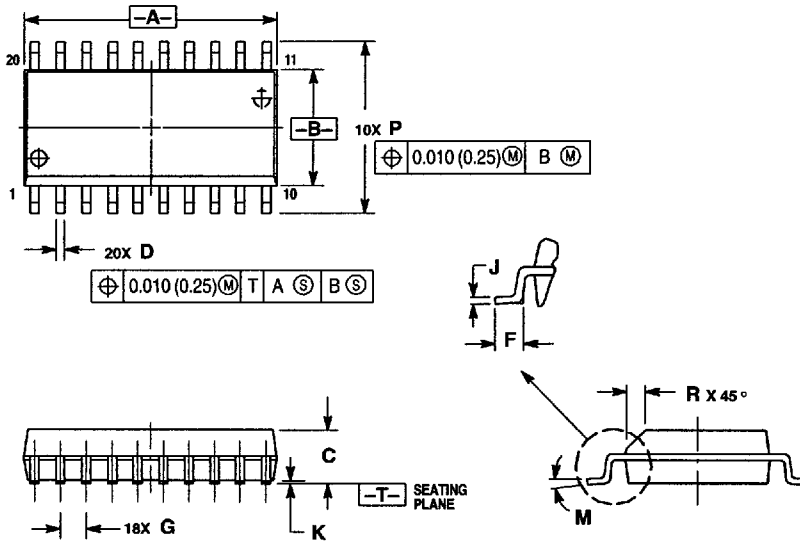 –A–
20
11
–B–
10X P
0.010 (0.25) Ⓜ B Ⓜ
1
10
20X D
0.010 (0.25) Ⓜ T A Ⓢ B Ⓢ
J
F
R X 45°
C
–T– SEATING PLANE
M
18X G
K